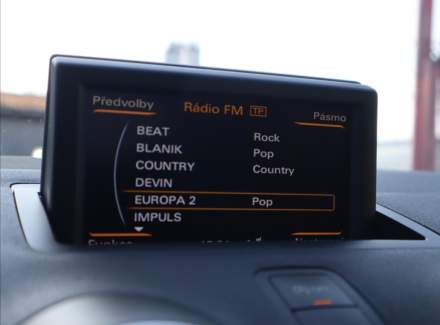 Předvolby Rádio FM TP Pásmo
BEAT Rock
BLANIK Pop
COUNTRY Country
DEVIN
EUROPA 2 Pop
IMPULS